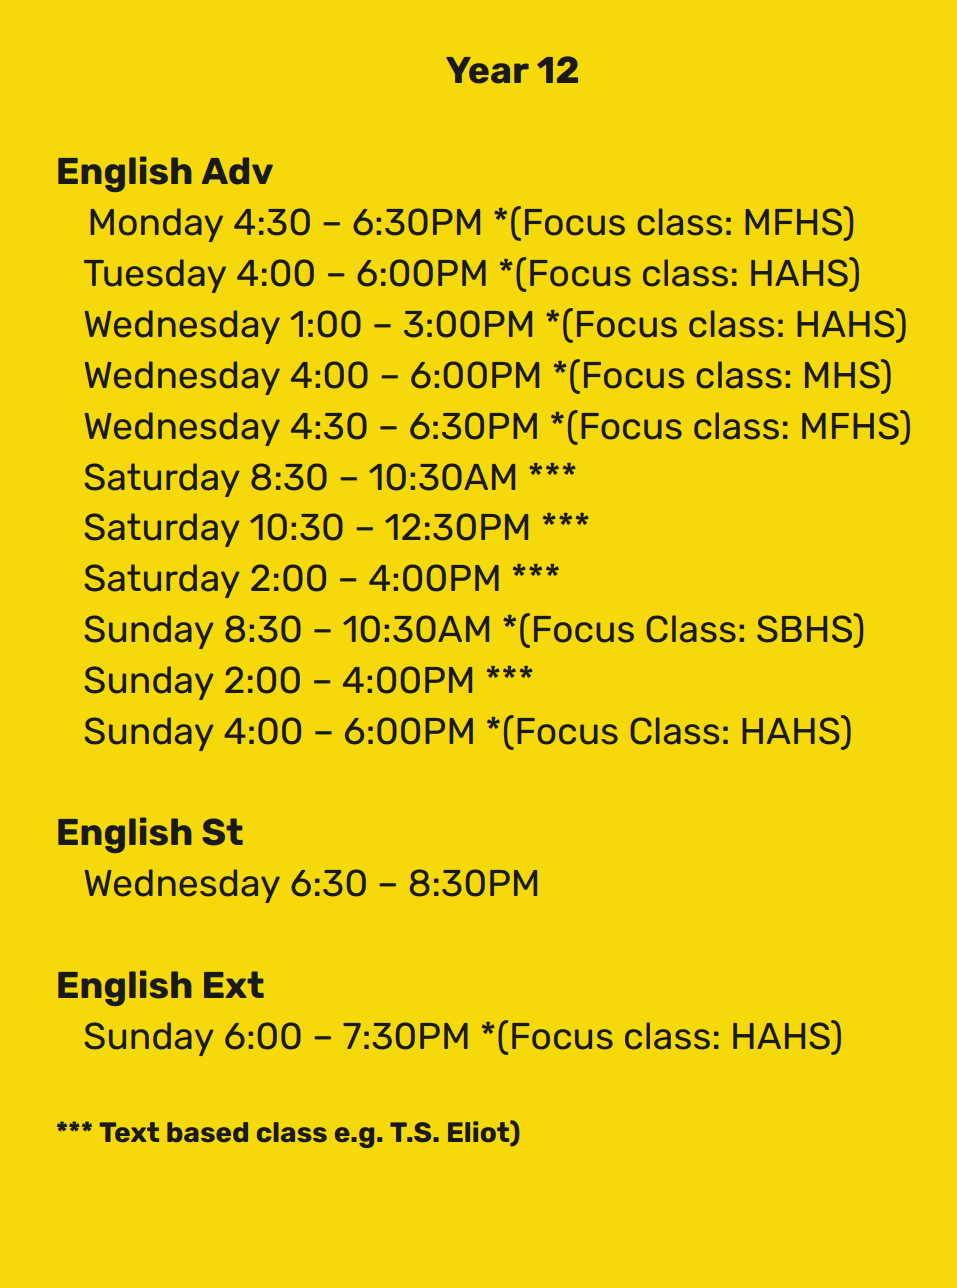 Year 12
English Adv
Monday 4:30 – 6:30PM *(Focus class: MFHS)
Tuesday 4:00 – 6:00PM *(Focus class: HAHS)
Wednesday 1:00 – 3:00PM *(Focus class: HAHS)
Wednesday 4:00 – 6:00PM *(Focus class: MHS)
Wednesday 4:30 – 6:30PM *(Focus class: MFHS)
Saturday 8:30 – 10:30AM ***
Saturday 10:30 – 12:30PM ***
Saturday 2:00 – 4:00PM ***
Sunday 8:30 – 10:30AM *(Focus Class: SBHS)
Sunday 2:00 – 4:00PM ***
Sunday 4:00 – 6:00PM *(Focus Class: HAHS)
English St
Wednesday 6:30 – 8:30PM
English Ext
Sunday 6:00 – 7:30PM *(Focus class: HAHS)
*** Text based class e.g. T.S. Eliot)